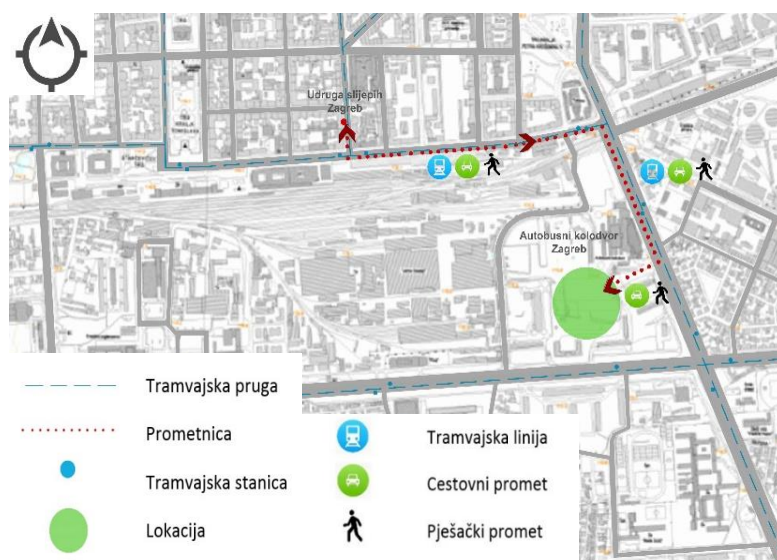 Udruga slijepih
Zagreb
Autobusni kolodvor
Zagreb
Tramvajska pruga
Prometnica
Tramvajska linija
Tramvajska stanica
Cestovni promet
Lokacija
Pješački promet